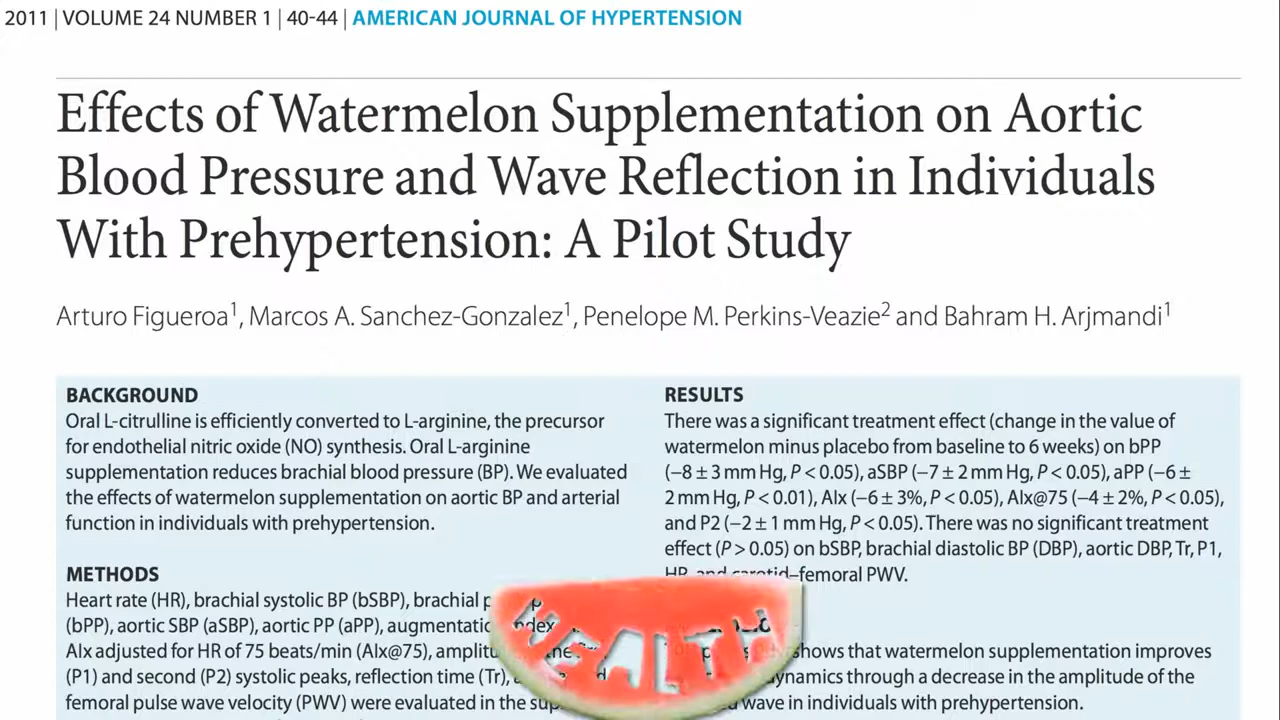 2011 | VOLUME 24 NUMBER 1 | 40-44 | AMERICAN JOURNAL OF HYPERTENSION
Effects of Watermelon Supplementation on Aortic
Blood Pressure and Wave Reflection in Individuals
With Prehypertension: A Pilot Study
Arturo Figueroa1, Marcos A. Sanchez-Gonzalez1, Penelope M. Perkins-Veazie2 and Bahram H. Arjmandi1
BACKGROUND
Oral L-citrulline is efficiently converted to L-arginine, the precursor
for endothelial nitric oxide (NO) synthesis. Oral L-arginine
supplementation reduces brachial blood pressure (BP). We evaluated
the effects of watermelon supplementation on aortic BP and arterial
function in individuals with prehypertension.
METHODS
Heart rate (HR), brachial systolic BP (bSBP), brachial
(bPP), aortic SBP (aSBP), aortic PP (aPP),
AIx adjusted for HR of 75 beats/min (AIx@75),
(P1) and second (P2) systolic peaks, reflection time (Tr),
femoral pulse wave velocity (PWV) were evaluated in the
RESULTS
There was a significant treatment effect (change in the value of
watermelon minus placebo from baseline to 6 weeks) on bPP
(−8 ± 3 mm Hg, P < 0.05), aSBP (−7 ± 2 mm Hg, P < 0.05), aPP (−6 ±
2 mm Hg, P < 0.01), AIx (−6 ± 3%, P < 0.05), AIx@75 (−4 ± 2%, P < 0.05),
and P2 (−2 ± 1 mm Hg, P < 0.05). There was no significant treatment
effect (P > 0.05) on bSBP, brachial diastolic BP (DBP), aortic DBP, Tr, P1,
HR, and carotid–femoral PWV.
shows that watermelon supplementation improves
through a decrease in the amplitude of the
wave in individuals with prehypertension.
HEALTH